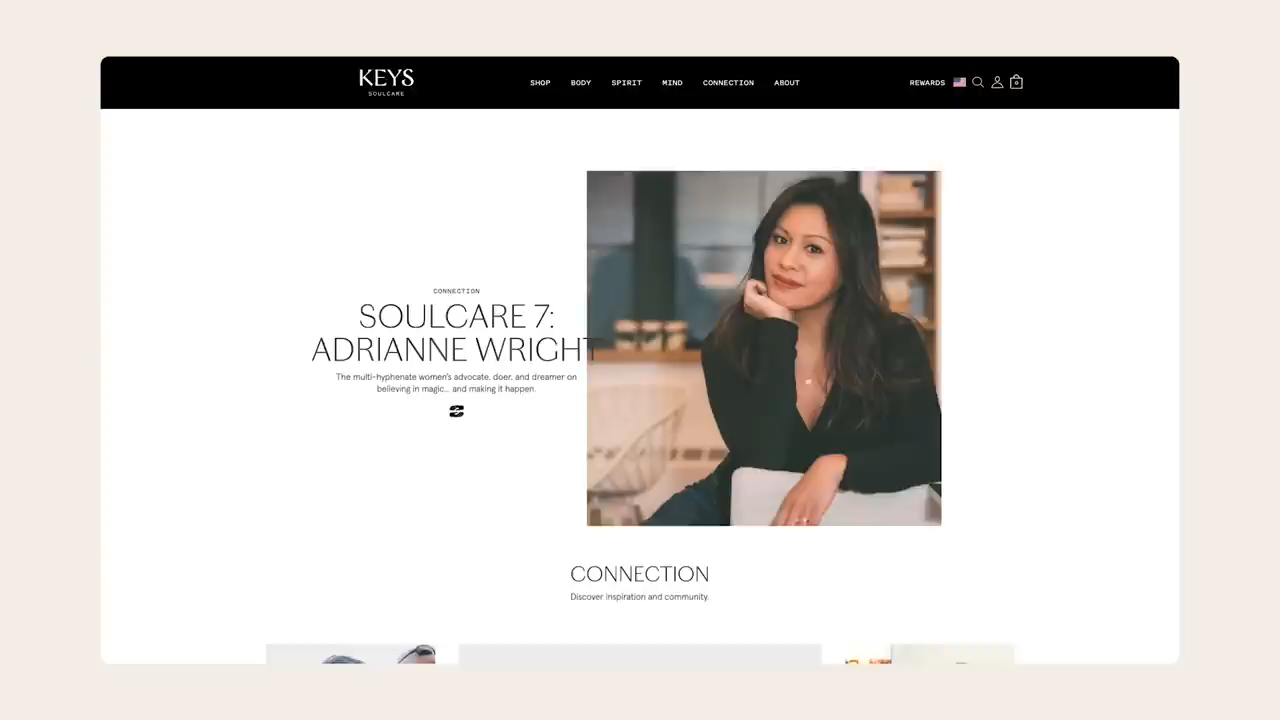 KEYS
SOULCARE
SHOP
BODY
SPIRIT
MIND
CONNECTION
ABOUT
REWARDS
0
CONNECTION
SOULCARE 7:
ADRIANNE WRIGHT
The multi-hyphenate women's advocate, doer, and dreamer on
believing in magic... and making it happen.
CONNECTION
Discover inspiration and community.